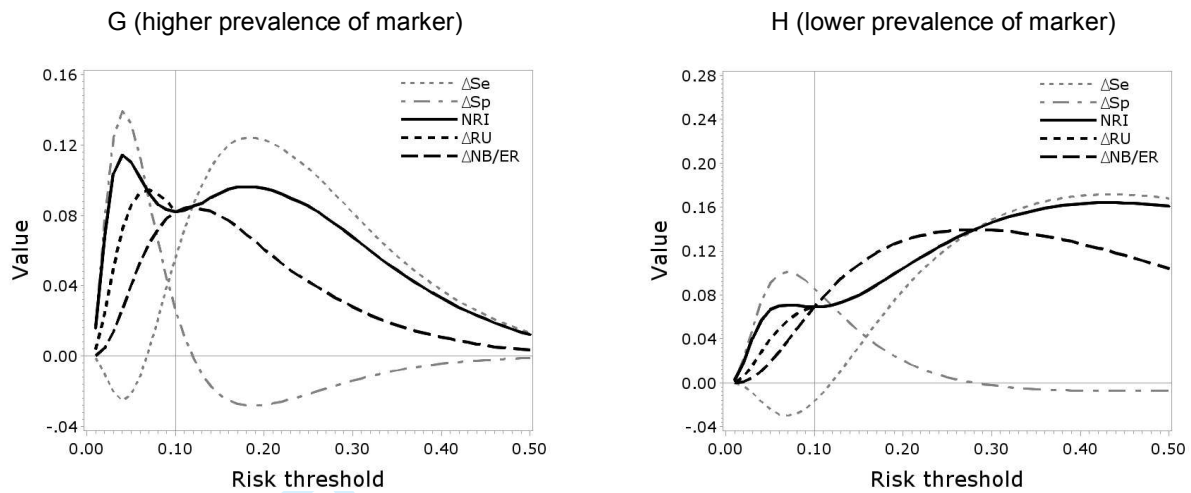 G (higher prevalence of marker)
0.16
0.12
0.08
0.04
0.00
-.04
Value
ΔSe
ΔSp
NRI
ΔRU
ΔNB/ER
0.00 0.10 0.20 0.30 0.40 0.50
Risk threshold
H (lower prevalence of marker)
0.28
0.24
0.20
0.16
0.12
0.08
0.04
0.00
-.04
Value
ΔSe
ΔSp
NRI
ΔRU
ΔNB/ER
0.00 0.10 0.20 0.30 0.40 0.50
Risk threshold